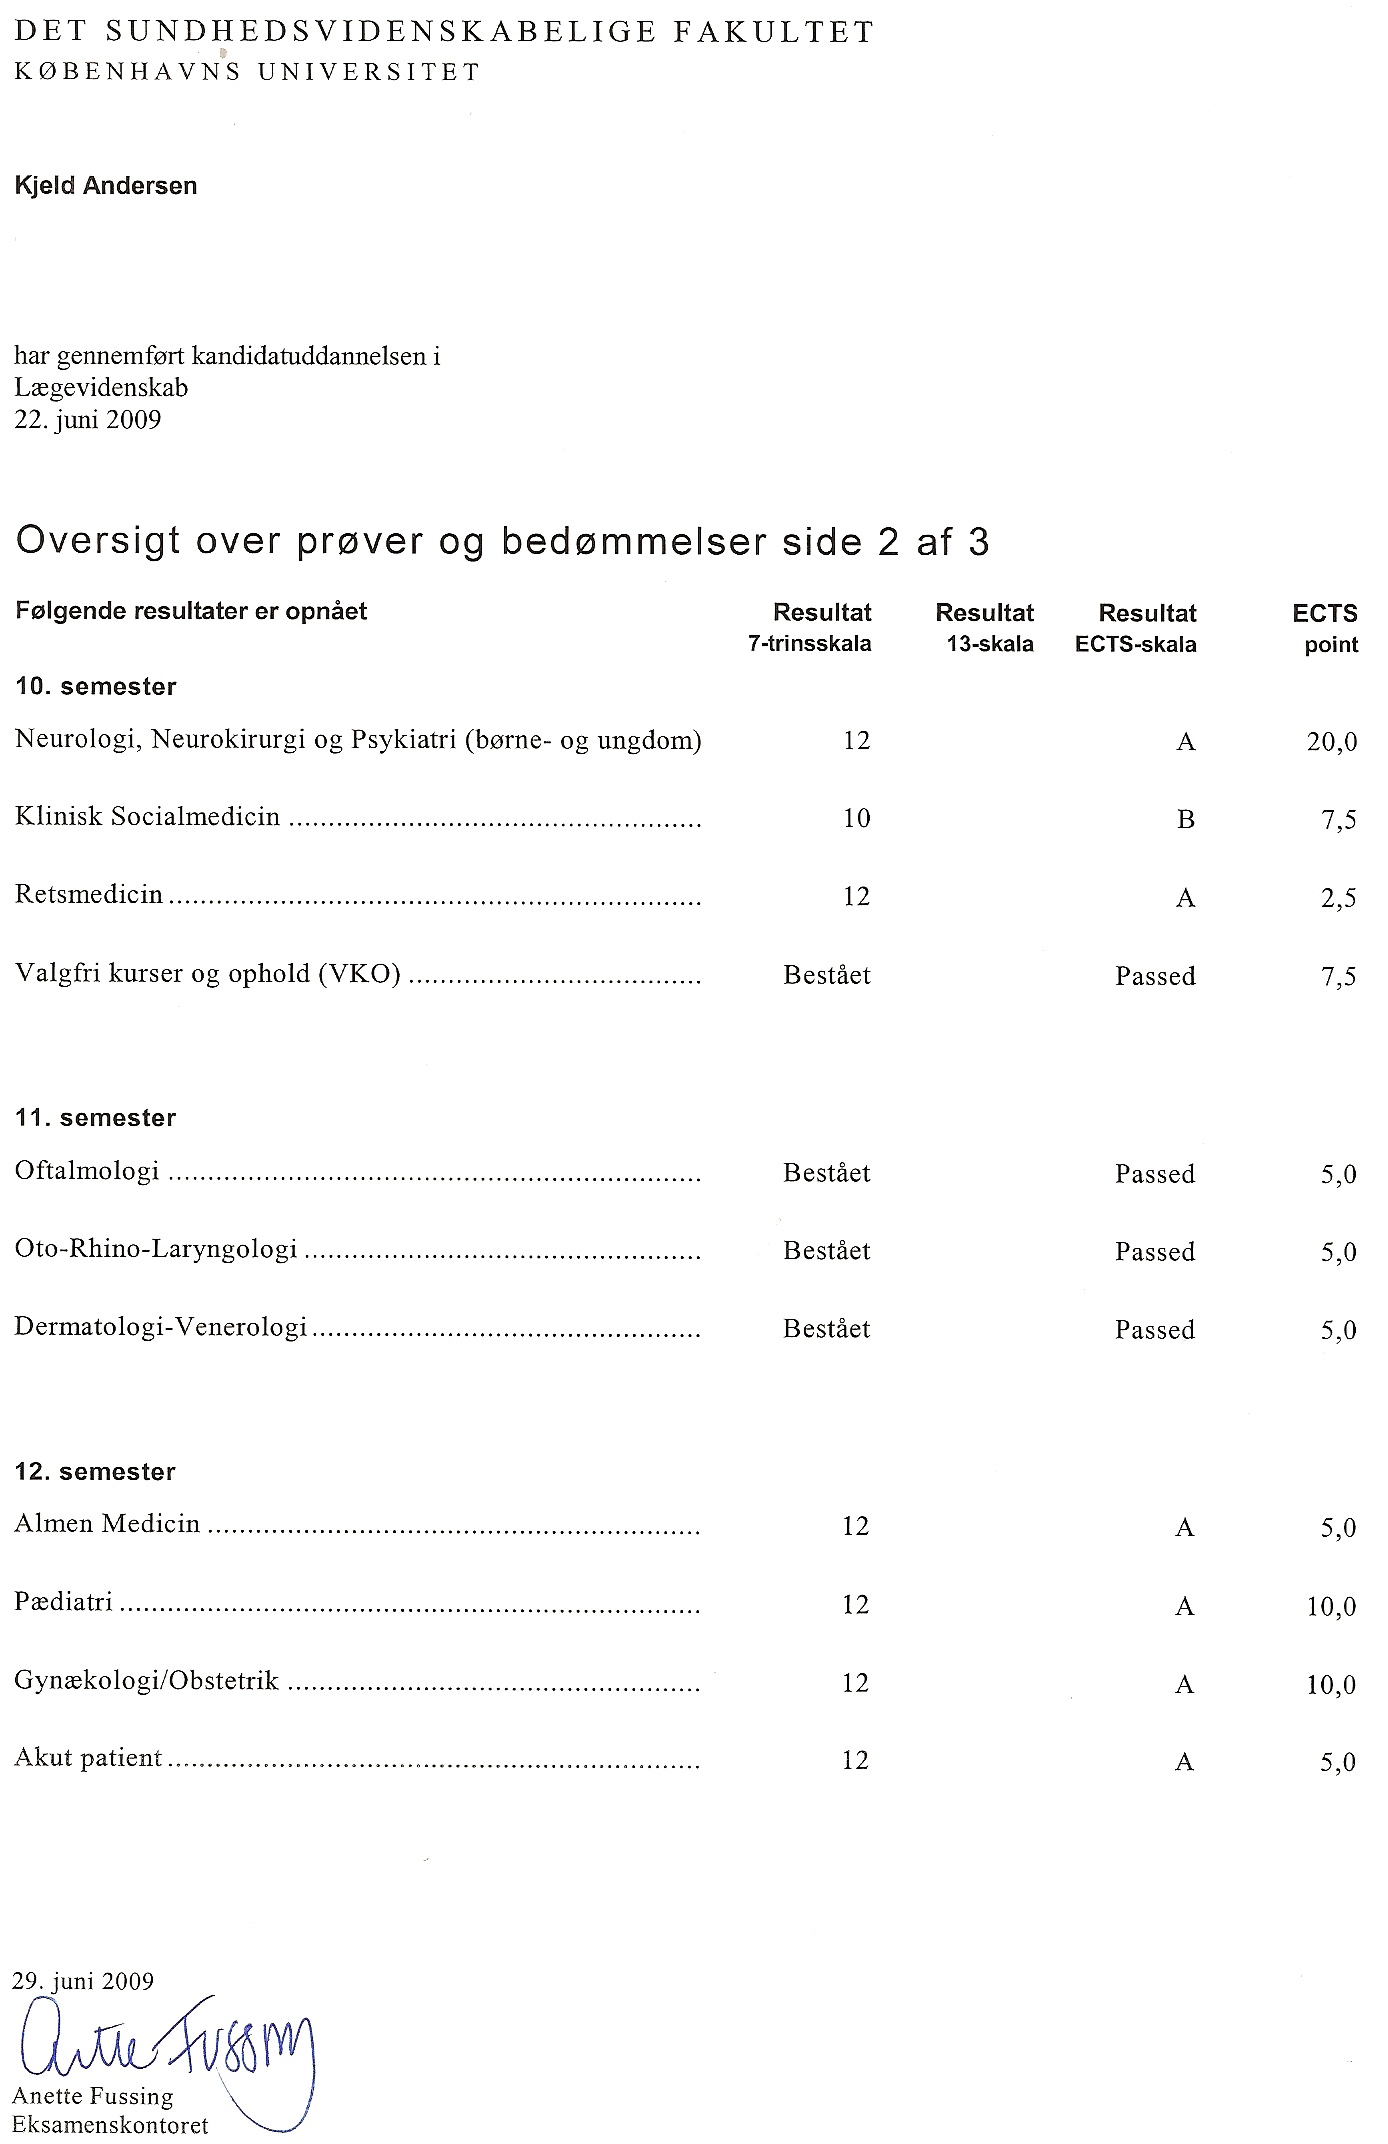 DET SUNDHEDSVIDENSKABELIGE FAKULTET
KØBENHAVNS UNIVERSITET
Kjeld Andersen
har gennemført kandidatuddannelsen i
Lægevidenskab
22. juni 2009
Oversigt over prøver og bedømmelser side 2 af 3
Følgende resultater er opnået Resultat Resultat Resultat ECTS
7-trinsskala 13-skala ECTS-skala point
10. semester
Neurologi, Neurokirurgi og Psykiatri (børne- og ungdom) 12 A 20,0
Klinisk Socialmedicin .................................................... 10 B 7,5
Retsmedicin ................................................................... 12 A 2,5
Valgfri kurser og ophold (VKO) ..................................... Bestået Passed 7,5
11. semester
Oftalmologi ................................................................... Bestået Passed 5,0
Oto-Rhino-Laryngologi .................................................. Bestået Passed 5,0
Dermatologi-Venerologi ................................................. Bestået Passed 5,0
12. semester
Almen Medicin .............................................................. 12 A 5,0
Pædiatri ......................................................................... 12 A 10,0
Gynækologi/Obstetrik .................................................... 12 A 10,0
Akut patient ................................................................... 12 A 5,0
29. juni 2009
Anette Fussing
Anette Fussing
Eksamenskontoret